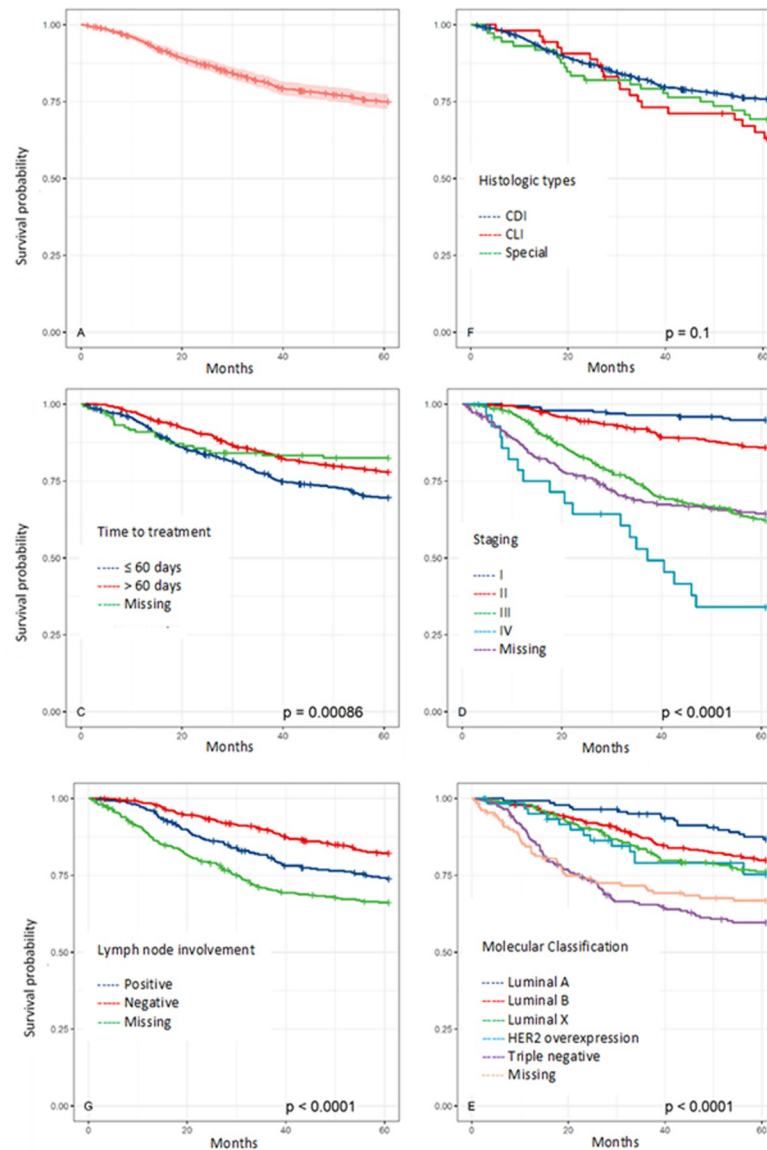 1.00
0.75
0.50
0.25
0.00
Survival probability
A
0
20
40
60
Months
1.00
0.75
0.50
0.25
0.00
Histologic types
CDI
CLI
Special
F
p = 0.1
0
20
40
60
Months
1.00
0.75
0.50
0.25
0.00
Survival probability
Time to treatment
≤ 60 days
> 60 days
Missing
C
p = 0.00086
0
20
40
60
Months
1.00
0.75
0.50
0.25
0.00
Staging
I
II
III
IV
Missing
D
p < 0.0001
0
20
40
60
Months
1.00
0.75
0.50
0.25
0.00
Survival probability
Lymph node involvement
Positive
Negative
Missing
G
p < 0.0001
0
20
40
60
Months
1.00
0.75
0.50
0.25
0.00
Molecular Classification
Luminal A
Luminal B
Luminal X
HER2 overexpression
Triple negative
Missing
E
p < 0.0001
0
20
40
60
Months